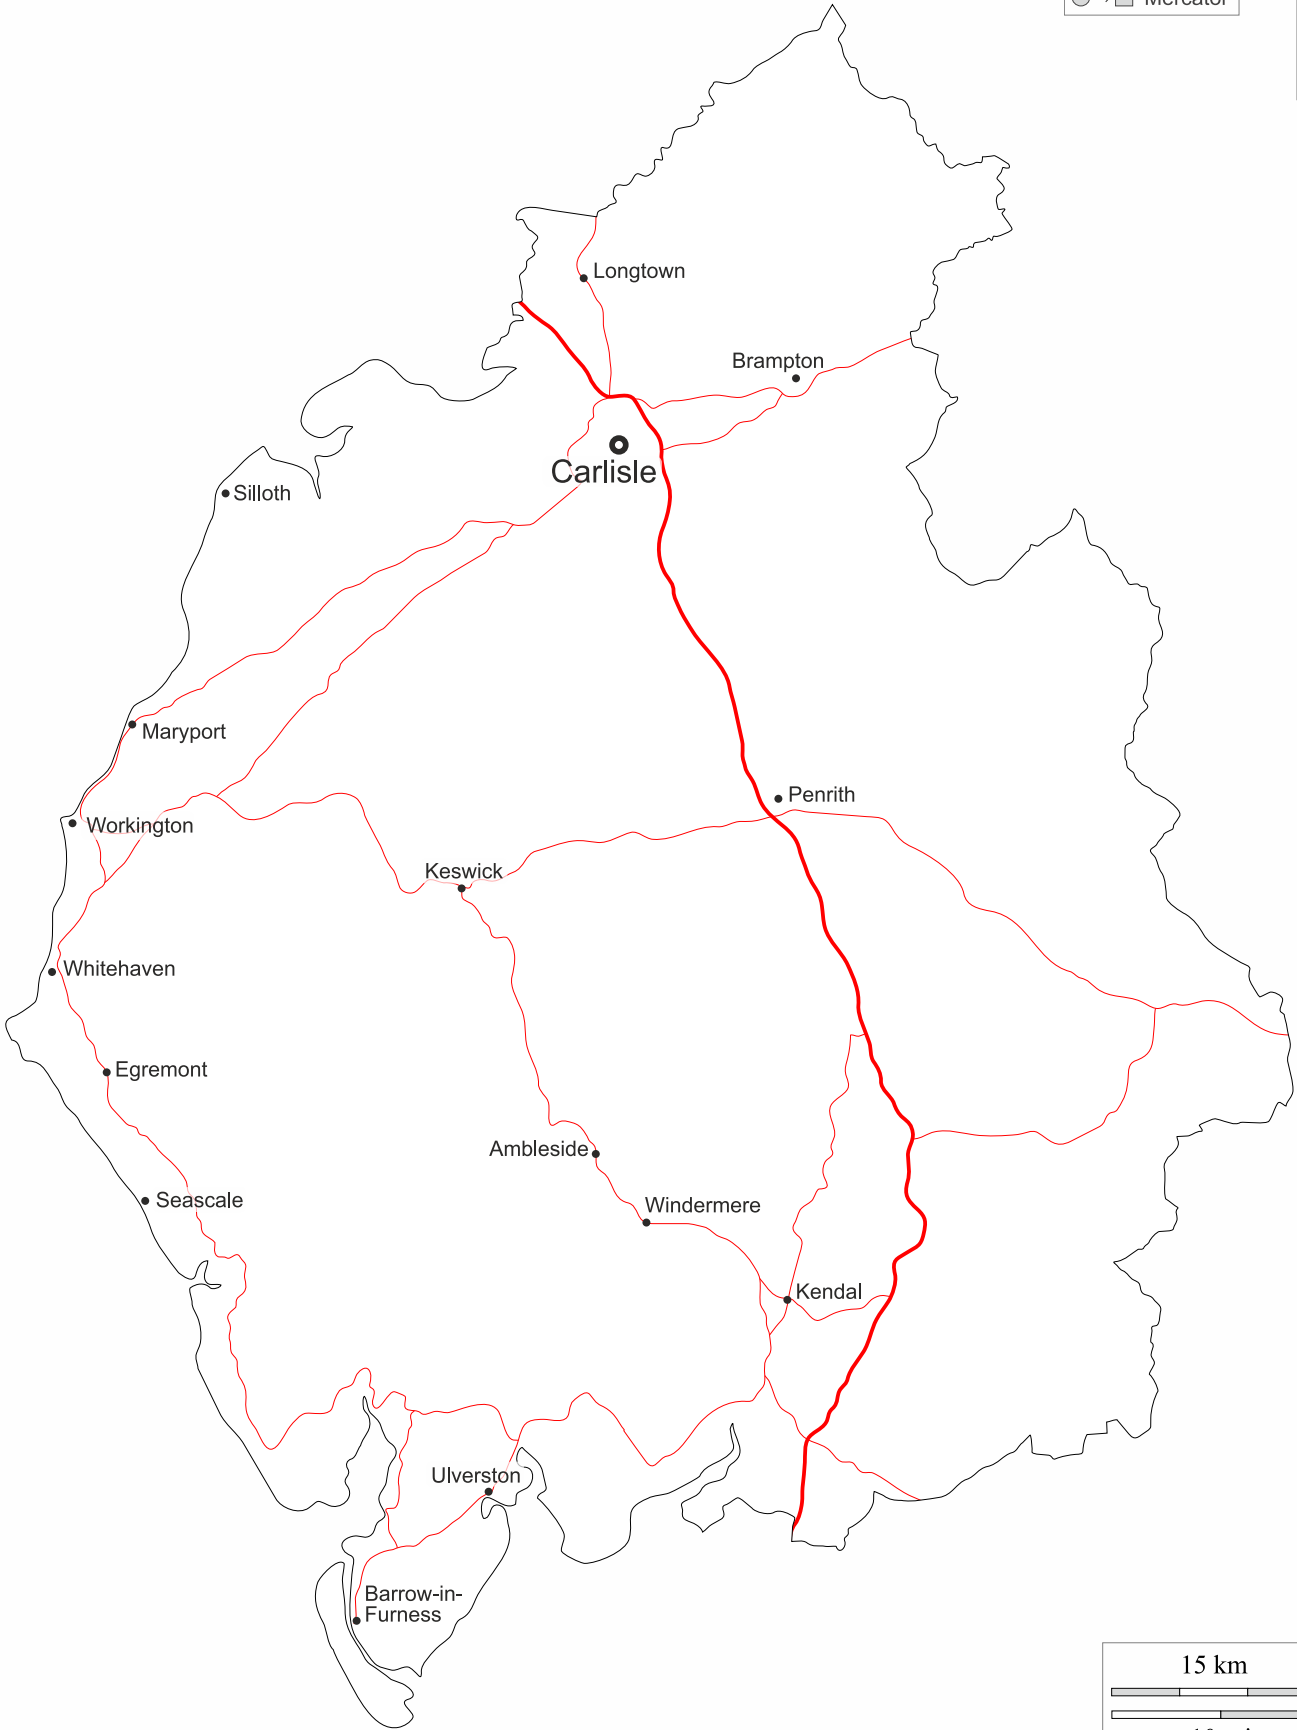 Mercator
Longtown
Brampton
Carlisle
Silloth
Maryport
Penrith
Workington
Keswick
Whitehaven
Egremont
Ambleside
Seascale
Windermere
Kendal
Ulverston
Barrow-in-
Furness
15 km